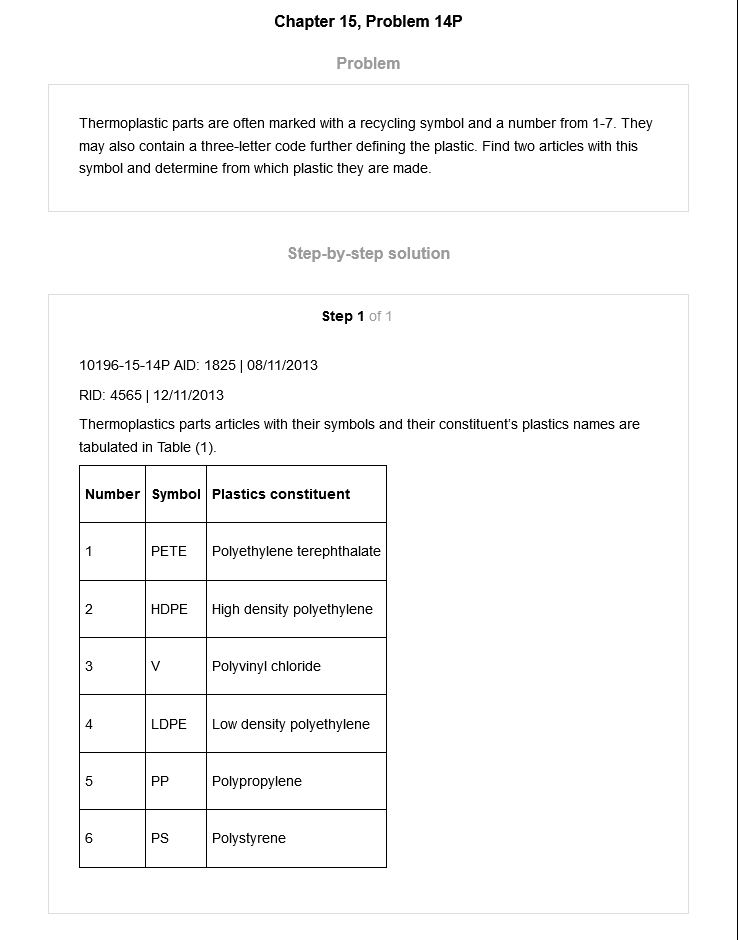 Chapter 15, Problem 14P
Problem
Thermoplastic parts are often marked with a recycling symbol and a number from 1-7. They
may also contain a three-letter code further defining the plastic. Find two articles with this
symbol and determine from which plastic they are made.
Step-by-step solution
Step 1 of 1
10196-15-14P AID: 1825 | 08/11/2013
RID: 4565 | 12/11/2013
Thermoplastics parts articles with their symbols and their constituent's plastics names are
tabulated in Table (1).
Number Symbol Plastics constituent
1 PETE Polyethylene terephthalate
2 HDPE High density polyethylene
3 V Polyvinyl chloride
4 LDPE Low density polyethylene
5 PP Polypropylene
6 PS Polystyrene